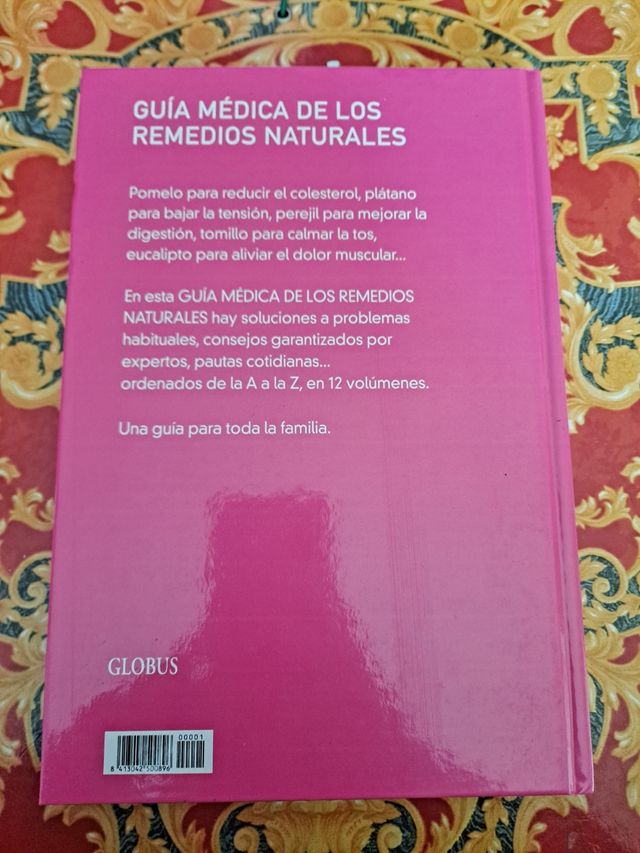 GUÍA MÉDICA DE LOS
REMEDIOS NATURALES
Pomelo para reducir el colesterol, plátano
para bajar la tensión, perejil para mejorar la
digestión, tomillo para calmar la tos,
eucalipto para aliviar el dolor muscular...
En esta GUÍA MÉDICA DE LOS REMEDIOS
NATURALES hay soluciones a problemas
habituales, consejos garantizados por
expertos, pautas cotidianas...
ordenados de la A a la Z, en 12 volúmenes.
Una guía para toda la familia.
GLOBUS
00001
8 413042 500896